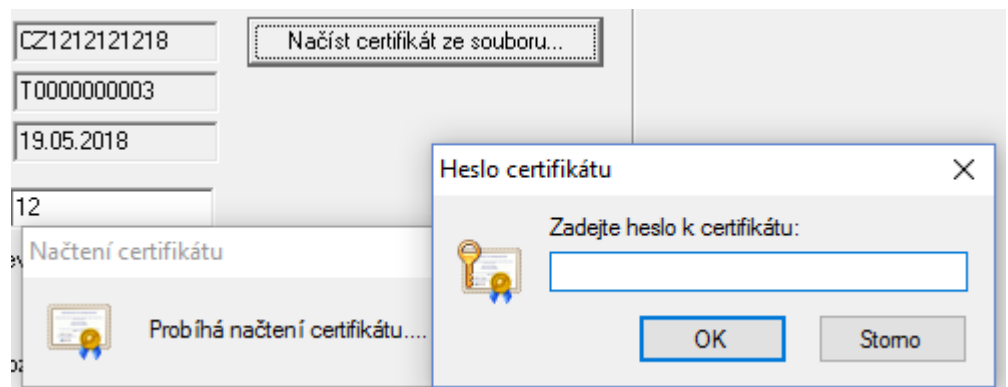 CZ1212121218
Načíst certifikát ze souboru...
T0000000003
19.05.2018
12
Heslo certifikátu
Zadejte heslo k certifikátu:
OK
Storno
Načtení certifikátu
Probíhá načtení certifikátu....